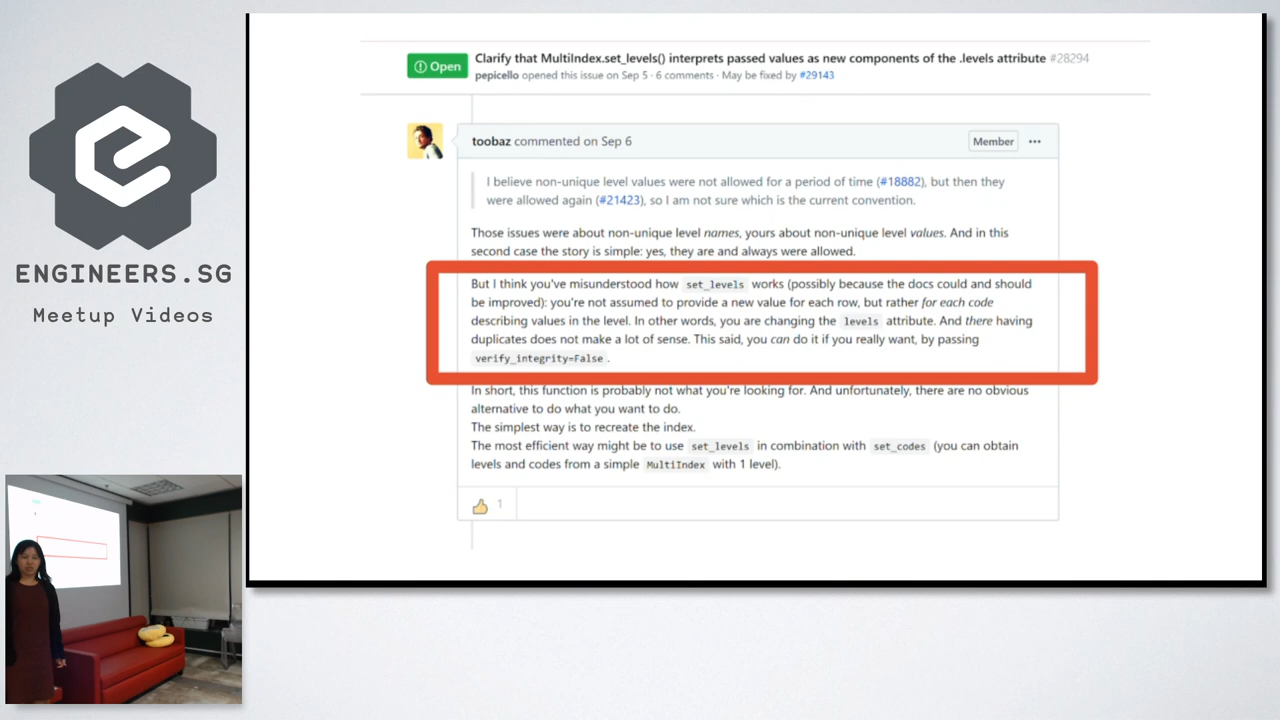 ENGINEERS.SG
Meetup Videos
Open
Clarify that MultiIndex.set_levels() interprets passed values as new components of the .levels attribute #28294
pepicello opened this issue on Sep 5 · 6 comments · May be fixed by #29143
toobaz commented on Sep 6
Member
I believe non-unique level values were not allowed for a period of time (#18882), but then they
were allowed again (#21423), so I am not sure which is the current convention.
Those issues were about non-unique level names, yours about non-unique level values. And in this
second case the story is simple: yes, they are and always were allowed.
But I think you've misunderstood how set_levels works (possibly because the docs could and should
be improved): you're not assumed to provide a new value for each row, but rather for each code
describing values in the level. In other words, you are changing the levels attribute. And there having
duplicates does not make a lot of sense. This said, you can do it if you really want, by passing
verify_integrity=False .
In short, this function is probably not what you're looking for. And unfortunately, there are no obvious
alternative to do what you want to do.
The simplest way is to recreate the index.
The most efficient way might be to use set_levels in combination with set_codes (you can obtain
levels and codes from a simple MultiIndex with 1 level).
1